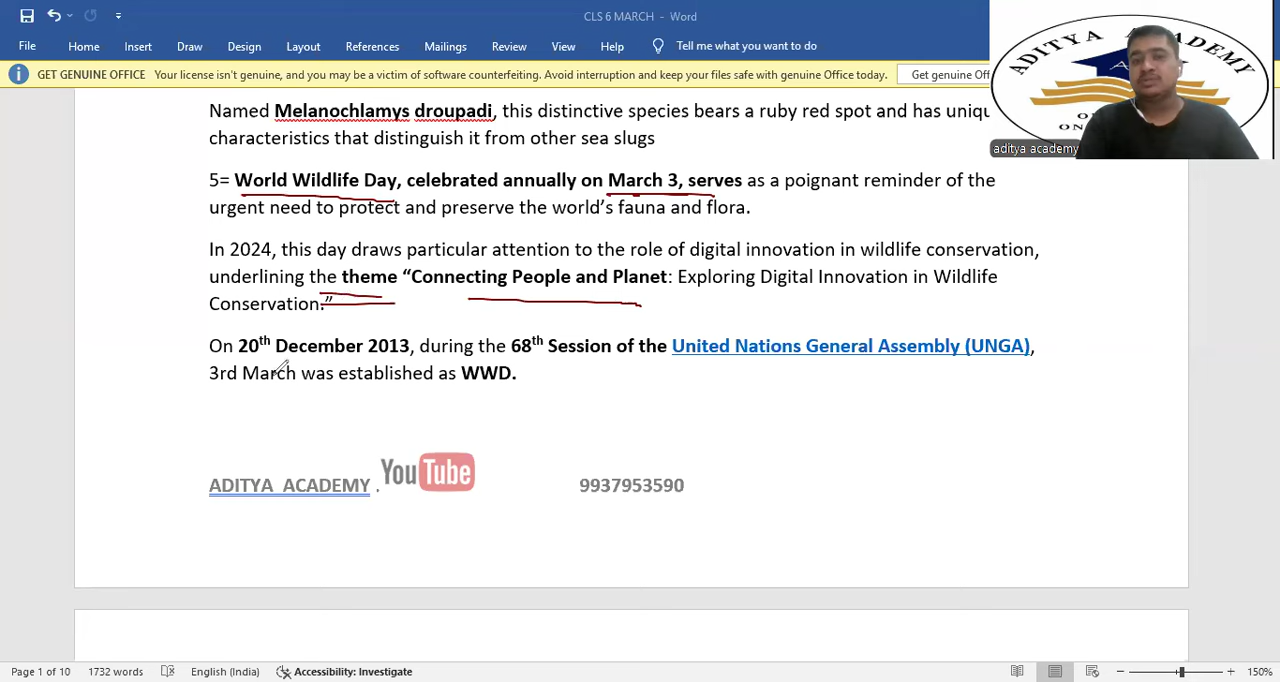 CLS 6 MARCH - Word
File Home Insert Draw Design Layout References Mailings Review View Help Tell me what you want to do
GET GENUINE OFFICE Your license isn't genuine, and you may be a victim of software counterfeiting. Avoid interruption and keep your files safe with genuine Office today. Get genuine
ADITYA ACADEMY
aditya academy
Named Melanochlamys droupadi, this distinctive species bears a ruby red spot and has
characteristics that distinguish it from other sea slugs
5= World Wildlife Day, celebrated annually on March 3, serves as a poignant reminder of the
urgent need to protect and preserve the world's fauna and flora.
In 2024, this day draws particular attention to the role of digital innovation in wildlife conservation,
underlining the theme “Connecting People and Planet: Exploring Digital Innovation in Wildlife
Conservation.”
On 20th December 2013, during the 68th Session of the United Nations General Assembly (UNGA),
3rd March was established as WWD.
ADITYA ACADEMY . YouTube 9937953590
Page 1 of 10 1732 words English (India) Accessibility: Investigate 150%